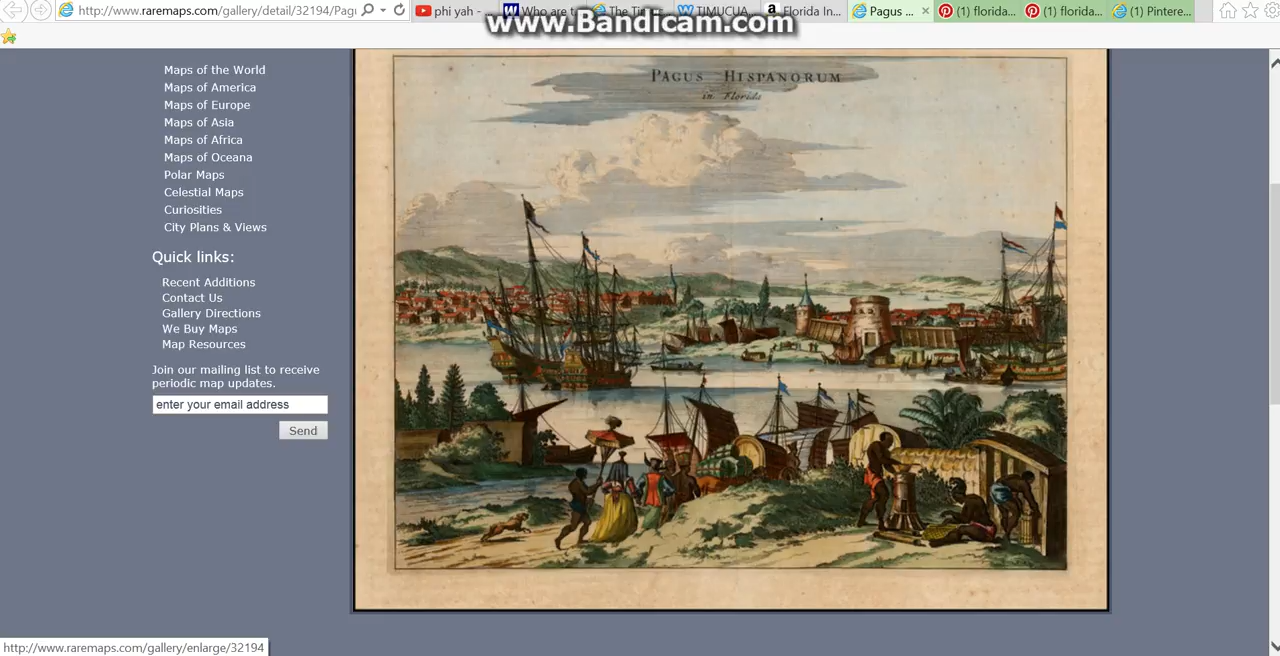 http://www.raremaps.com/gallery/detail/32194/Pagu
phi yah -
Who are t
The Ti
TIMUCUA
Florida In...
Pagus ...
(1) florida...
(1) florida...
(1) Pintere...
www.Bandicam.com
Maps of the World
Maps of America
Maps of Europe
Maps of Asia
Maps of Africa
Maps of Oceana
Polar Maps
Celestial Maps
Curiosities
City Plans & Views
Quick links:
Recent Additions
Contact Us
Gallery Directions
We Buy Maps
Map Resources
Join our mailing list to receive
periodic map updates.
enter your email address
Send
PAGUS HISPANORUM
in Florida
http://www.raremaps.com/gallery/enlarge/32194